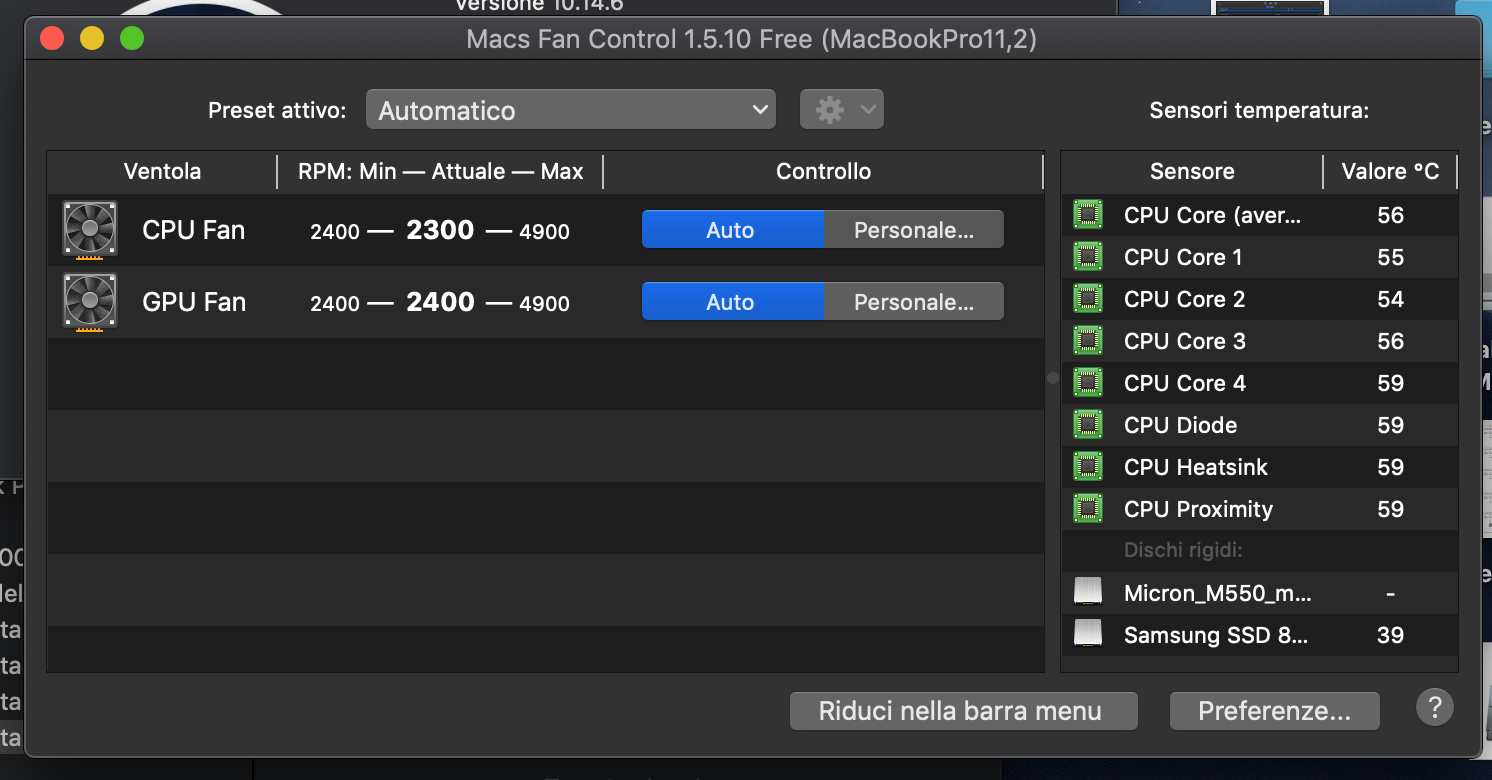 Versione 10.14.6
Macs Fan Control 1.5.10 Free (MacBookPro11,2)
Preset attivo: Automatico
Sensori temperatura:
Ventola RPM: Min — Attuale — Max Controllo
CPU Fan 2400 — 2300 — 4900 Auto Personale...
GPU Fan 2400 — 2400 — 4900 Auto Personale...
Sensore Valore °C
CPU Core (aver... 56
CPU Core 1 55
CPU Core 2 54
CPU Core 3 56
CPU Core 4 59
CPU Diode 59
CPU Heatsink 59
CPU Proximity 59
Dischi rigidi:
Micron_M550_m... -
Samsung SSD 8... 39
Riduci nella barra menu Preferenze... ?